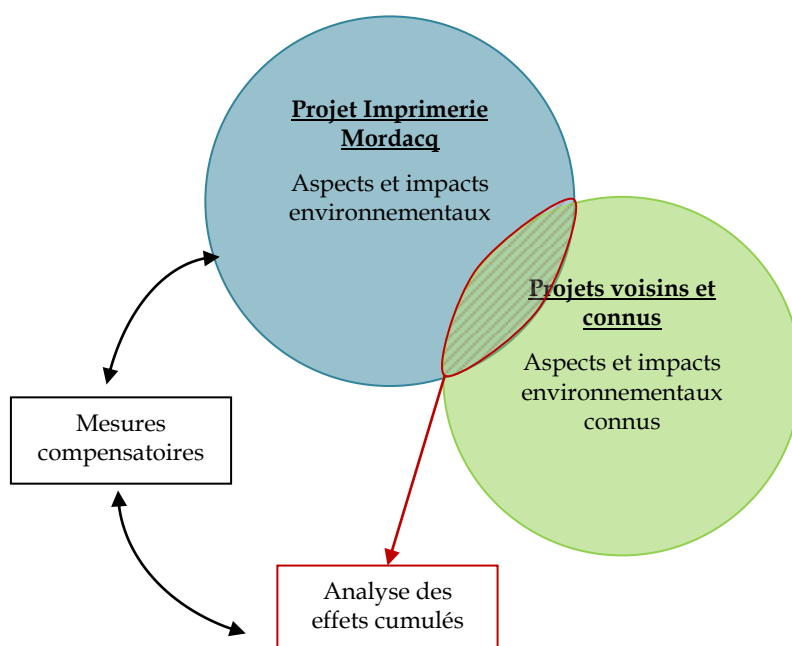 Projet Imprimerie
Mordacq
Aspects et impacts
environnementaux
Projets voisins et
connus
Aspects et impacts
environnementaux
connus
Mesures
compensatoires
Analyse des
effets cumulés